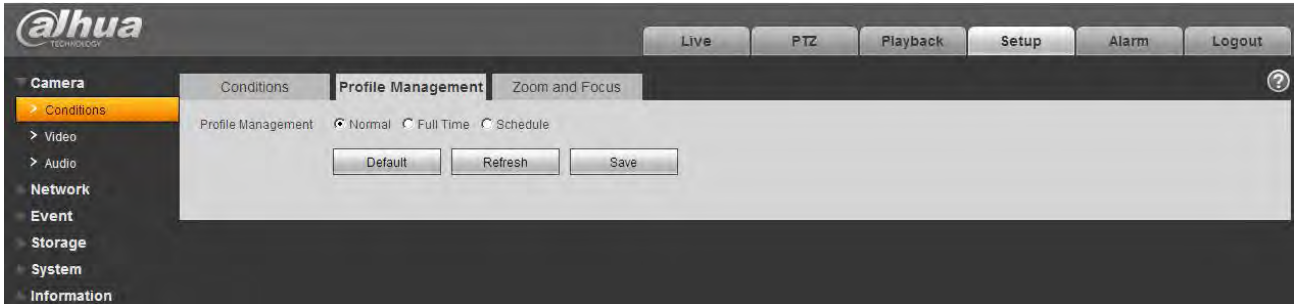 alhua
TECHNOLOGY
Live PTZ Playback Setup Alarm Logout
Camera
> Conditions
> Video
> Audio
Network
Event
Storage
System
Information
Conditions Profile Management Zoom and Focus
?
Profile Management Normal Full Time Schedule
Default Refresh Save